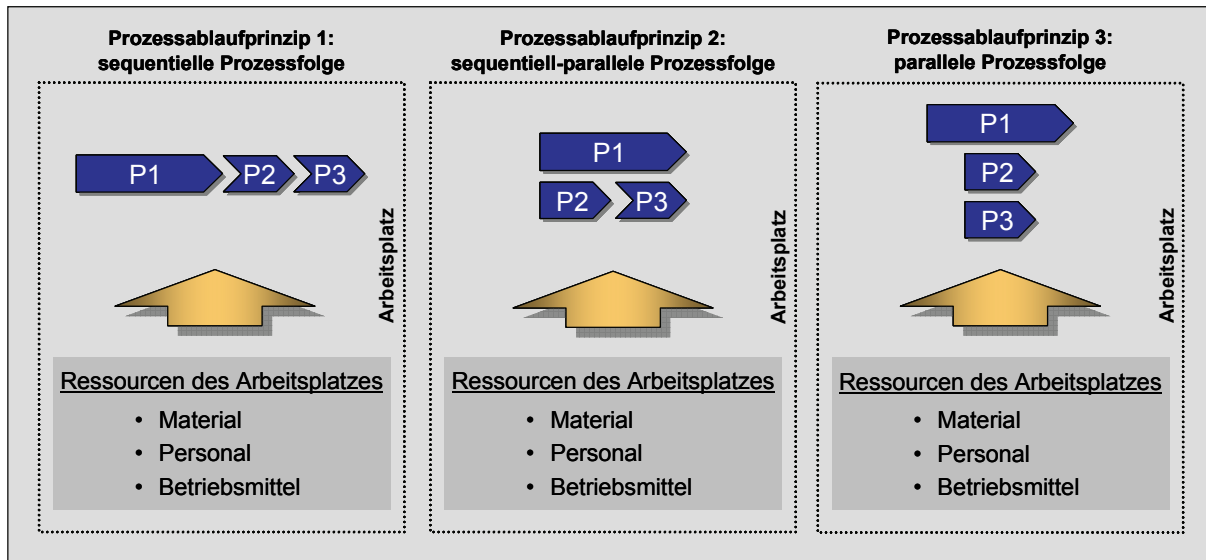 Prozessablaufprinzip 1:
sequentielle Prozessfolge
P1
P2
P3
Arbeitsplatz
Ressourcen des Arbeitsplatzes
• Material
• Personal
• Betriebsmittel
Prozessablaufprinzip 2:
sequentiell-parallele Prozessfolge
P1
P2
P3
Arbeitsplatz
Ressourcen des Arbeitsplatzes
• Material
• Personal
• Betriebsmittel
Prozessablaufprinzip 3:
parallele Prozessfolge
P1
P2
P3
Arbeitsplatz
Ressourcen des Arbeitsplatzes
• Material
• Personal
• Betriebsmittel